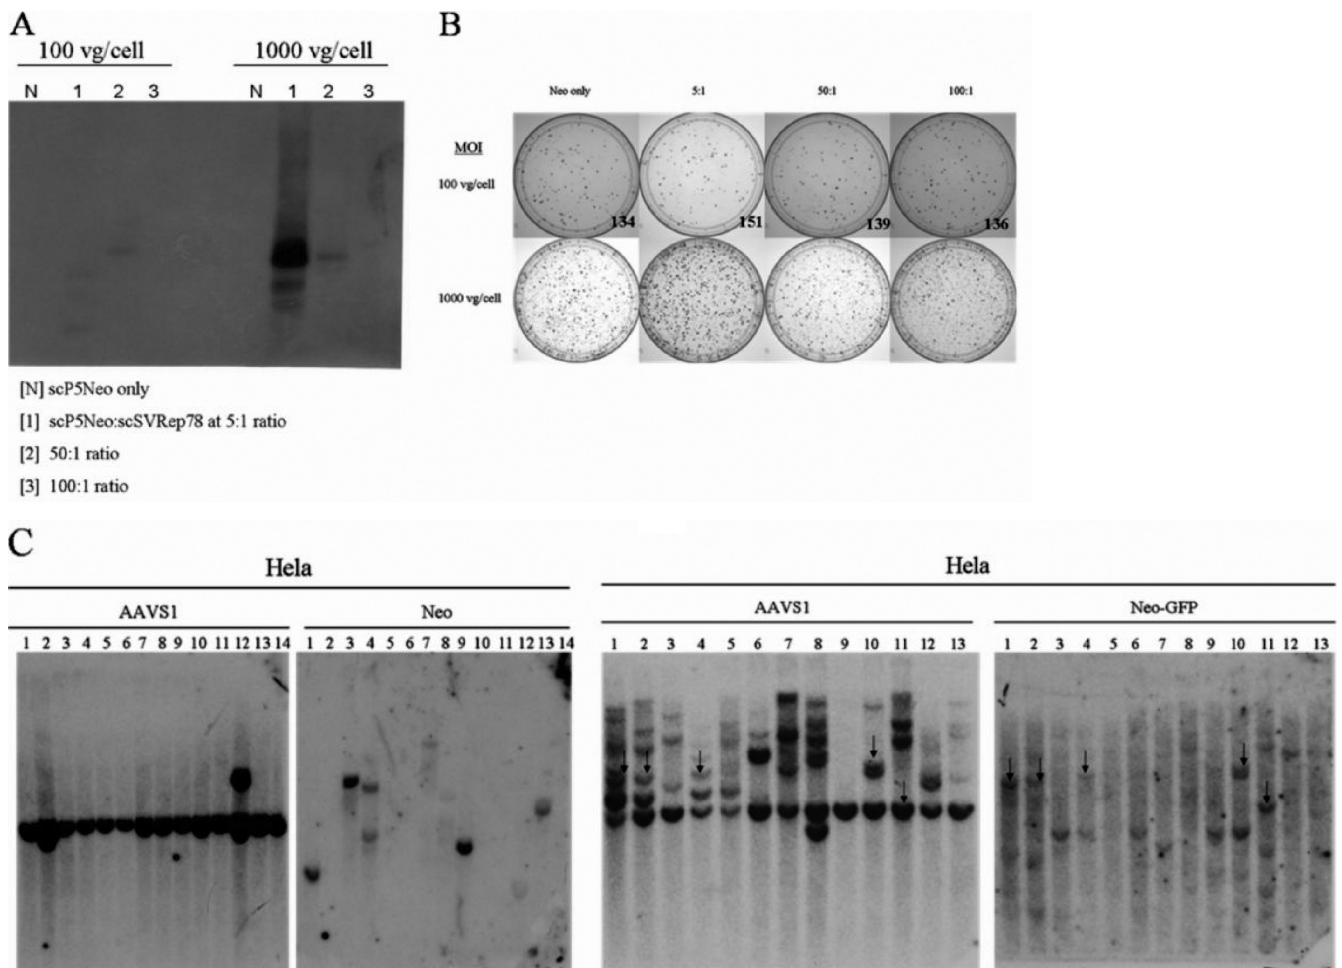 A
100 vg/cell
1000 vg/cell
N 1 2 3
N 1 2 3
[N] scP5Neo only
[1] scP5Neo:scSVRep78 at 5:1 ratio
[2] 50:1 ratio
[3] 100:1 ratio
B
Neo only 5:1 50:1 100:1
MOI
100 vg/cell
134 151 139 136
1000 vg/cell
C
Hela
AAVS1
Neo
1 2 3 4 5 6 7 8 9 10 11 12 13 14
1 2 3 4 5 6 7 8 9 10 11 12 13 14
Hela
AAVS1
Neo-GFP
1 2 3 4 5 6 7 8 9 10 11 12 13
1 2 3 4 5 6 7 8 9 10 11 12 13